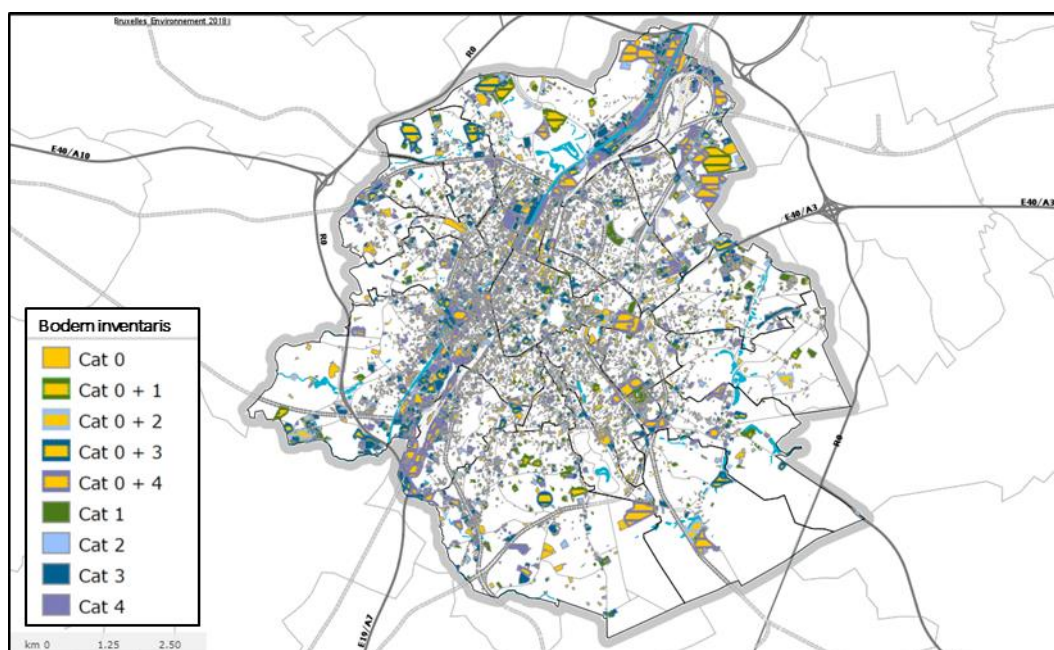 Bruxelles Environnement 2018
R0
E40/A10
R0
E40/A3
E40/A3
Bodem inventaris
Cat 0
Cat 0 + 1
Cat 0 + 2
Cat 0 + 3
Cat 0 + 4
Cat 1
Cat 2
Cat 3
Cat 4
R0
E19/A7
km 0 1.25 2.50